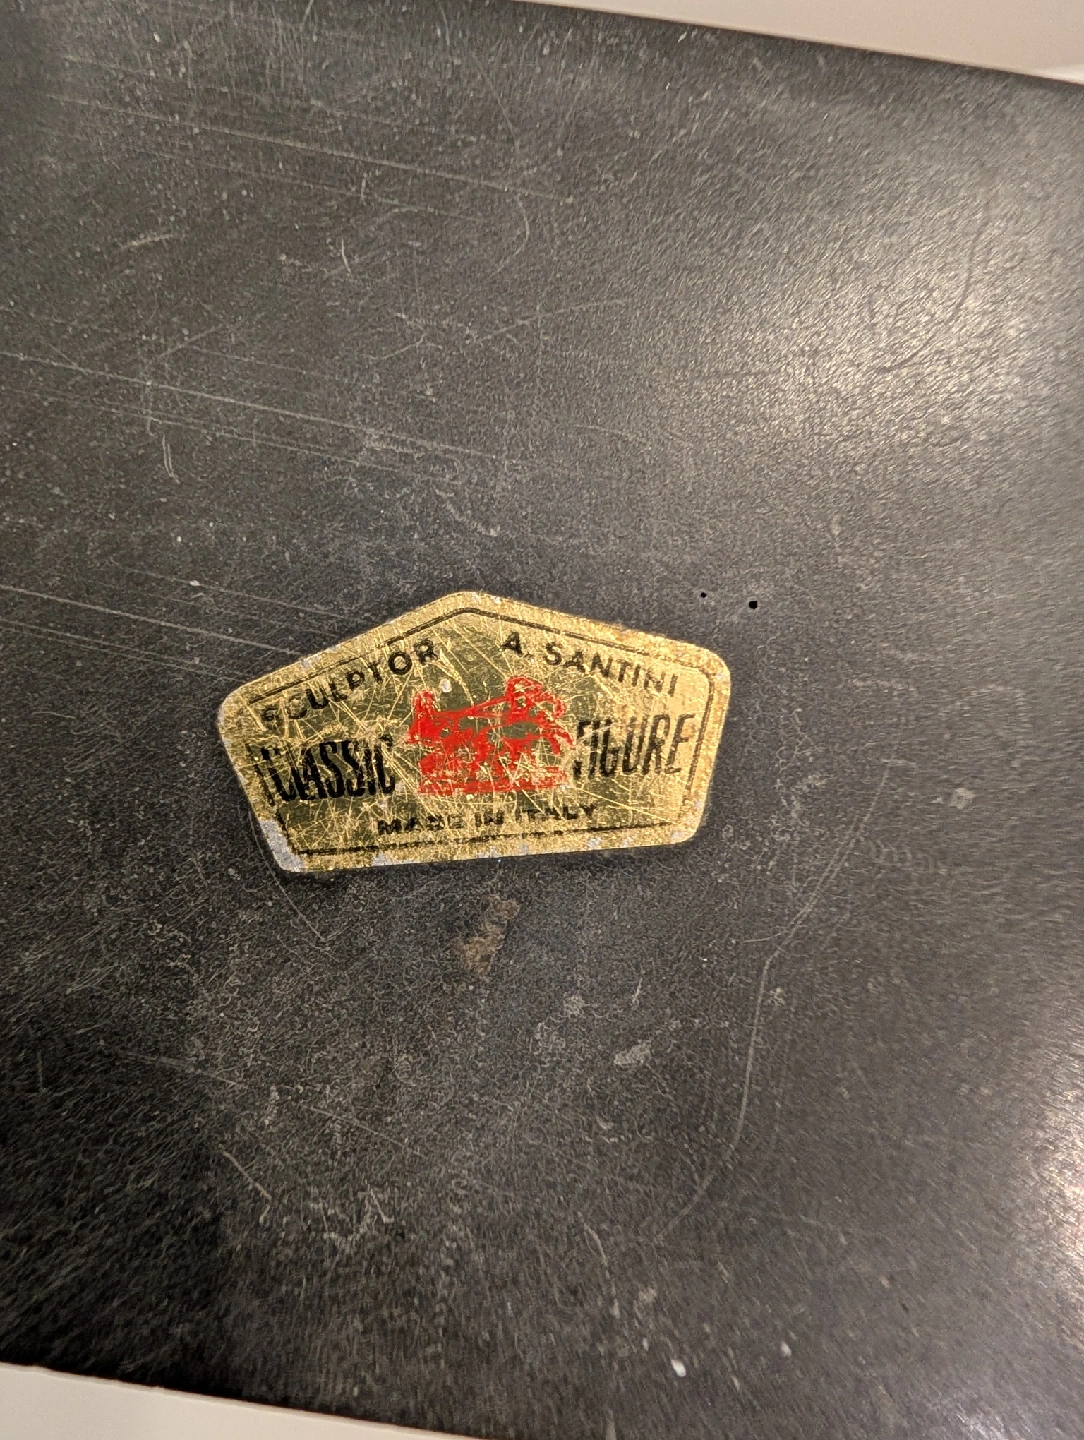 SCULPTOR A. SANTINI
CLASSIC FIGURE
MADE IN ITALY